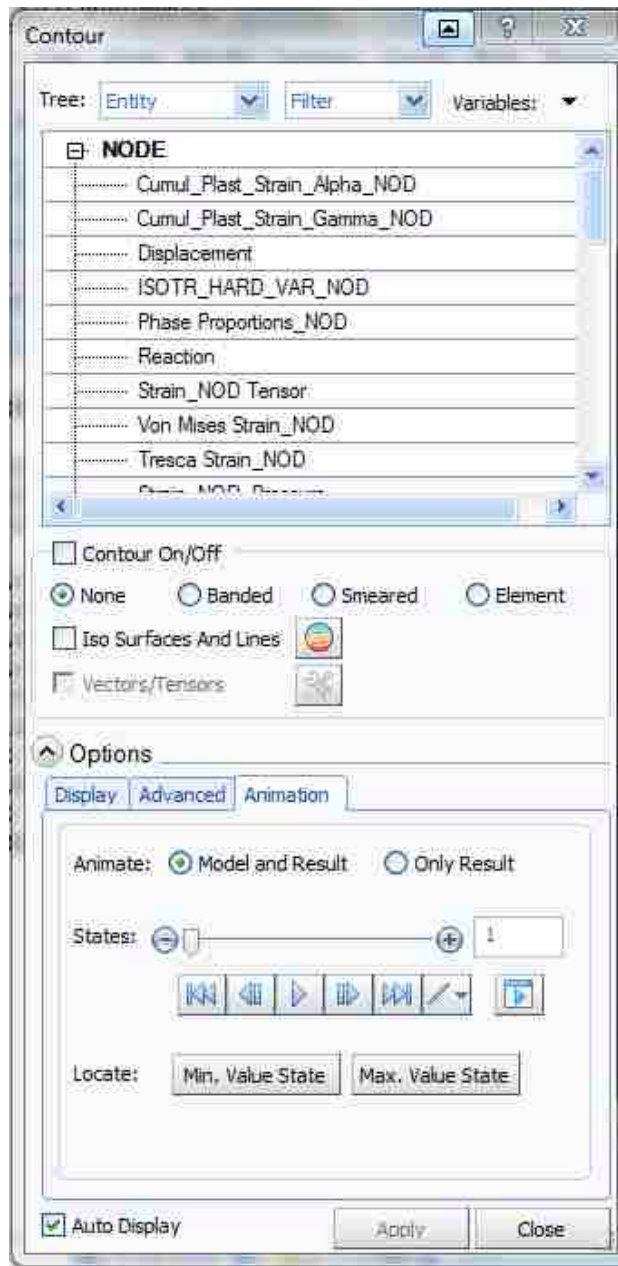 Contour
Tree: Entity Filter Variables:
NODE
Cumul_Plast_Strain_Alpha_NOD
Cumul_Plast_Strain_Gamma_NOD
Displacement
ISOTR_HARD_VAR_NOD
Phase Proportions_NOD
Reaction
Strain_NOD Tensor
Von Mises Strain_NOD
Tresca Strain_NOD
Strain_NOD Pressure
Contour On/Off
None Banded Smeared Element
Iso Surfaces And Lines
Vectors/Tensors
Options
Display Advanced Animation
Animate: Model and Result Only Result
States: 1
Locate: Min. Value State Max. Value State
Auto Display Apply Close